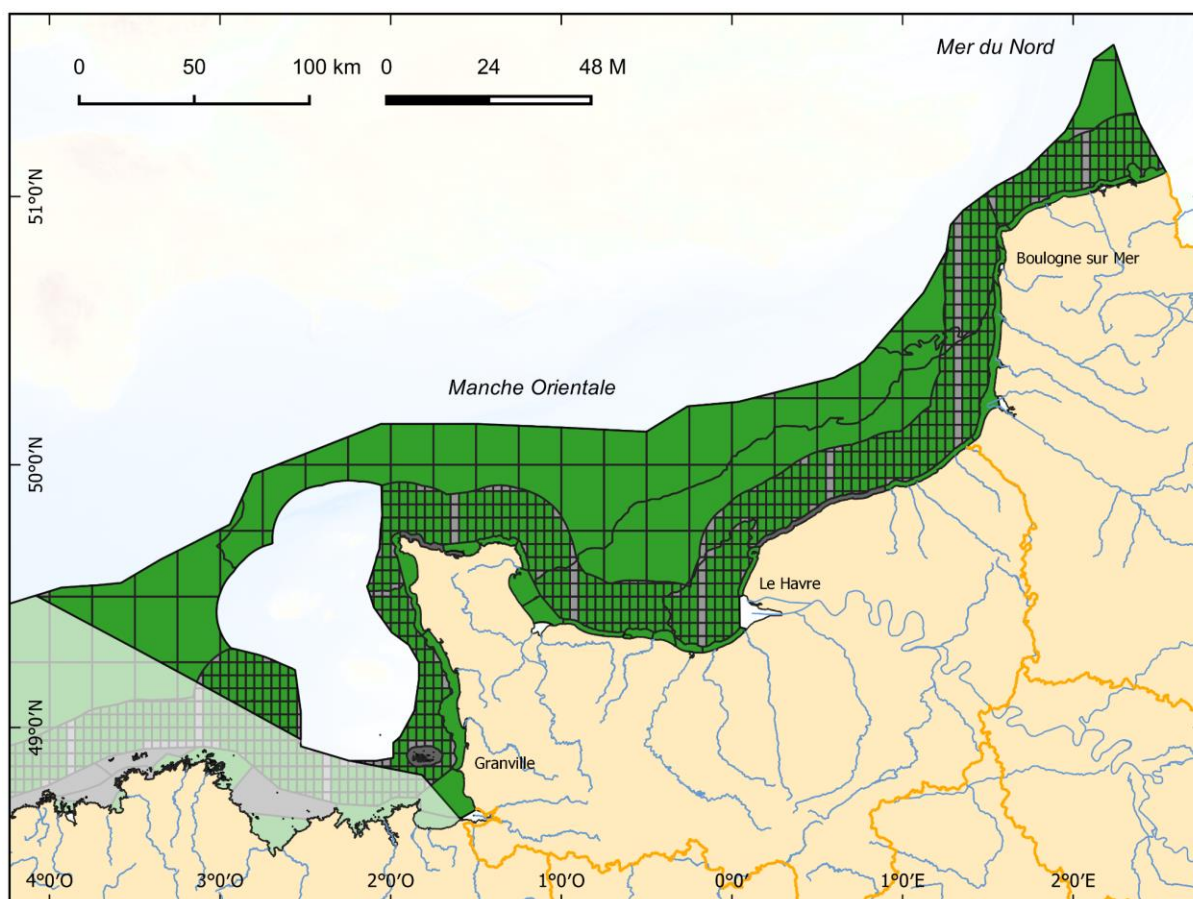 Mer du Nord
0 50 100 km 0 24 48 M
51°0'N
Boulogne sur Mer
Manche Orientale
50°0'N
Le Havre
49°0'N
Granville
4°0'O 3°0'O 2°0'O 1°0'O 0°0' 1°0'E 2°0'E